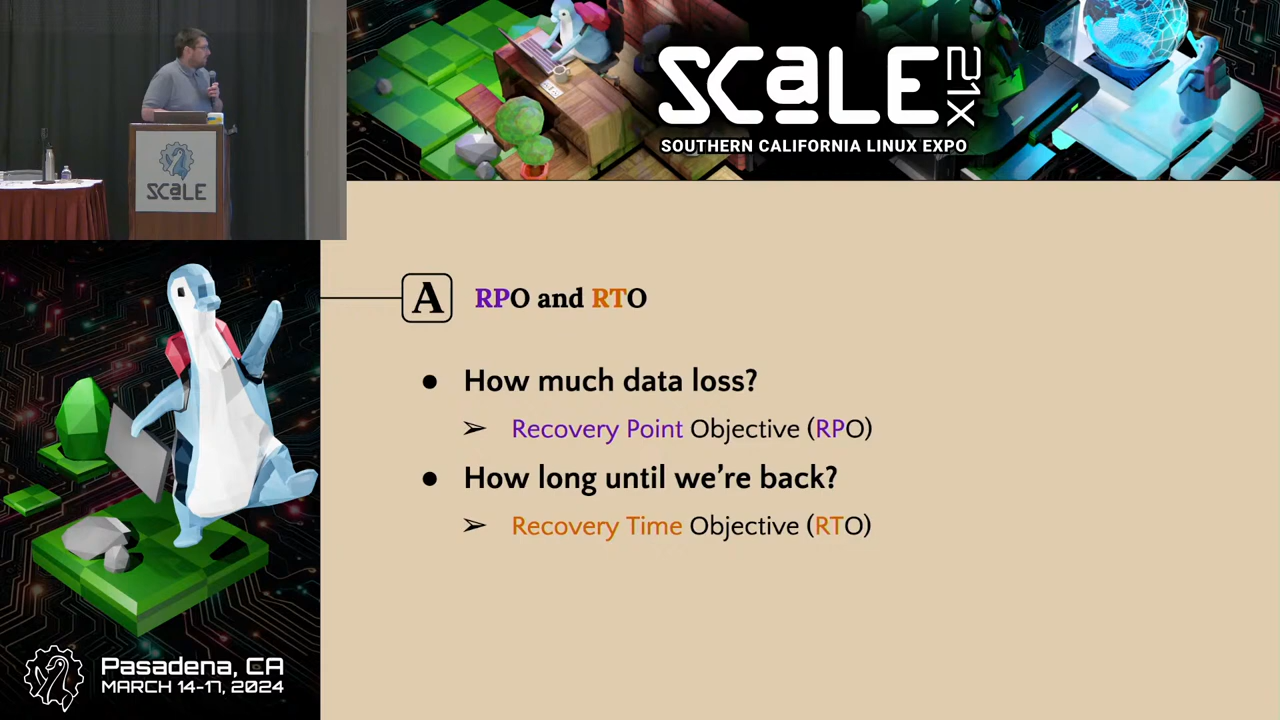 SCALE
21X
SOUTHERN CALIFORNIA LINUX EXPO
SCALE
A RPO and RTO
● How much data loss?
➢ Recovery Point Objective (RPO)
● How long until we're back?
➢ Recovery Time Objective (RTO)
Pasadena, CA
MARCH 14-17, 2024